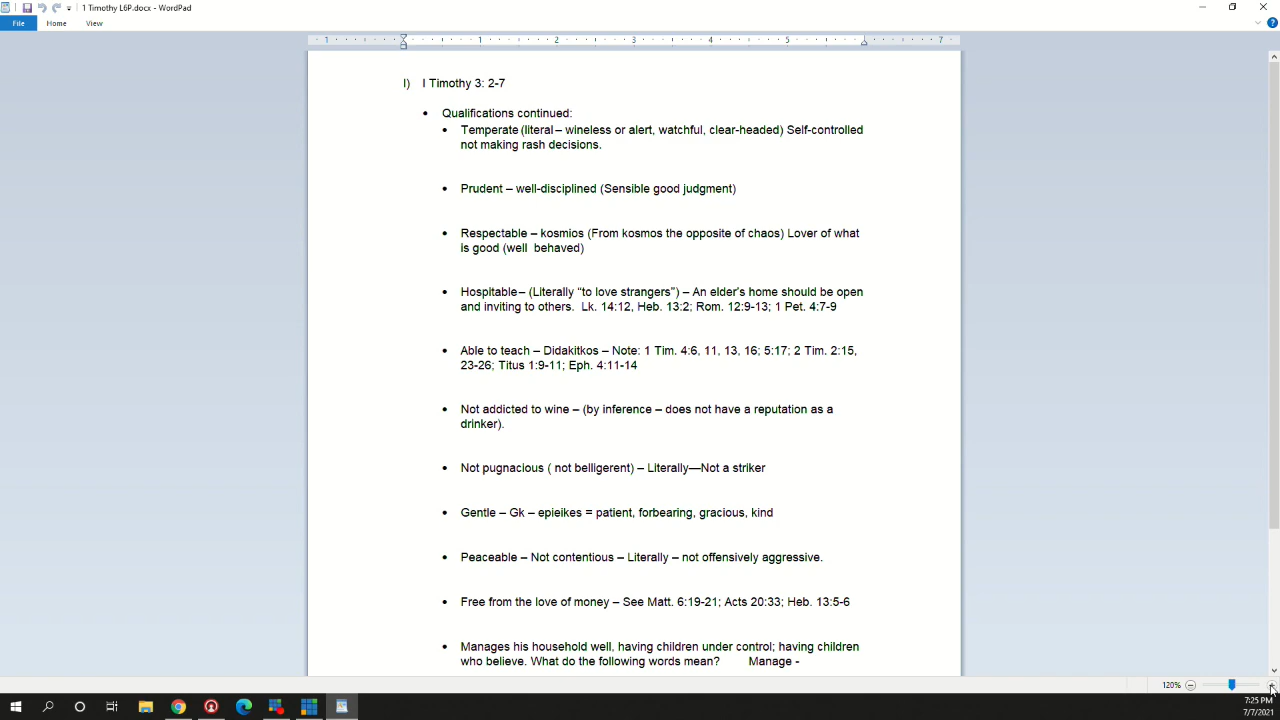 1 Timothy L6P.docx - WordPad
File Home View
1 1 2 3 4 5 7
I) I Timothy 3: 2-7
• Qualifications continued:
• Temperate (literal – wineless or alert, watchful, clear-headed) Self-controlled
not making rash decisions.
• Prudent – well-disciplined (Sensible good judgment)
• Respectable – kosmios (From kosmos the opposite of chaos) Lover of what
is good (well behaved)
• Hospitable – (Literally “to love strangers”) – An elder’s home should be open
and inviting to others. Lk. 14:12, Heb. 13:2; Rom. 12:9-13; 1 Pet. 4:7-9
• Able to teach – Didakitkos – Note: 1 Tim. 4:6, 11, 13, 16; 5:17; 2 Tim. 2:15,
23-26; Titus 1:9-11; Eph. 4:11-14
• Not addicted to wine – (by inference – does not have a reputation as a
drinker).
• Not pugnacious ( not belligerent) – Literally—Not a striker
• Gentle – Gk – epieikes = patient, forbearing, gracious, kind
• Peaceable – Not contentious – Literally – not offensively aggressive.
• Free from the love of money – See Matt. 6:19-21; Acts 20:33; Heb. 13:5-6
• Manages his household well, having children under control; having children
who believe. What do the following words mean? Manage -
120%
7:25 PM
7/7/2021